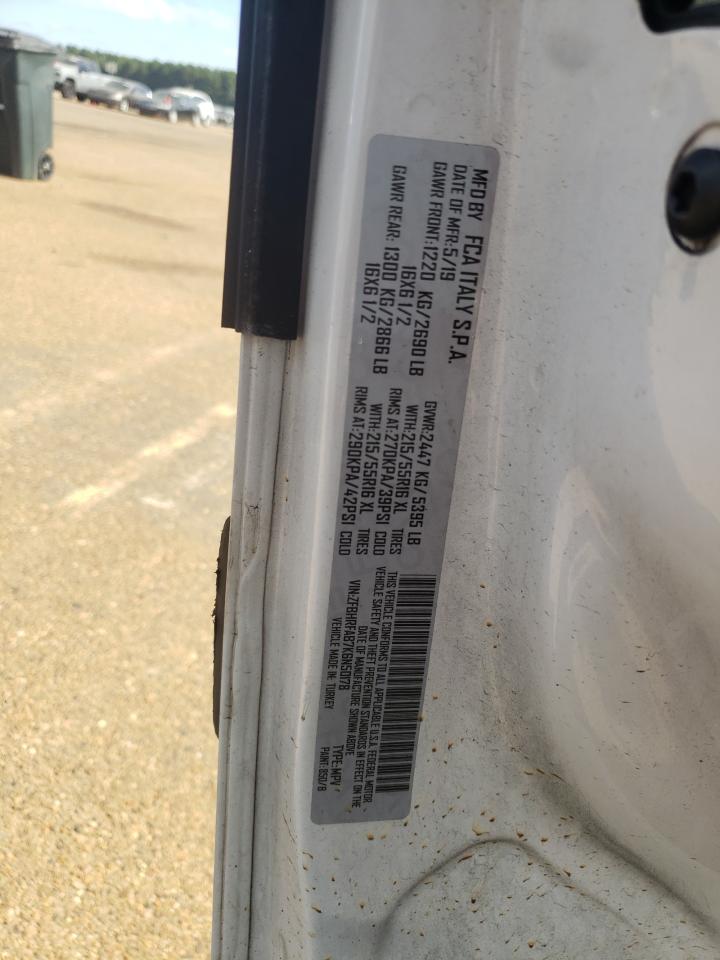 MFD BY FCA ITALY S.P.A.
DATE OF MFR:5/19 GVWR:2447 KG/5395 LB
GAWR FRONT:1220 KG/2690 LB WITH:215/55R16 XL TIRES
16X6 1/2 RIMS AT:270KPA/39PSI COLD
GAWR REAR: 1300 KG/2866 LB WITH:215/55R16 XL TIRES
16X6 1/2 RIMS AT:290KPA/42PSI COLD
THIS VEHICLE CONFORMS TO ALL APPLICABLE U.S.A. FEDERAL MOTOR
VEHICLE SAFETY AND THEFT PREVENTION STANDARDS IN EFFECT ON THE
DATE OF MANUFACTURE SHOWN ABOVE
VIN:ZFBHRFAB7K6N50178 TYPE:MPV
VEHICLE MADE IN: TURKEY PAINT: